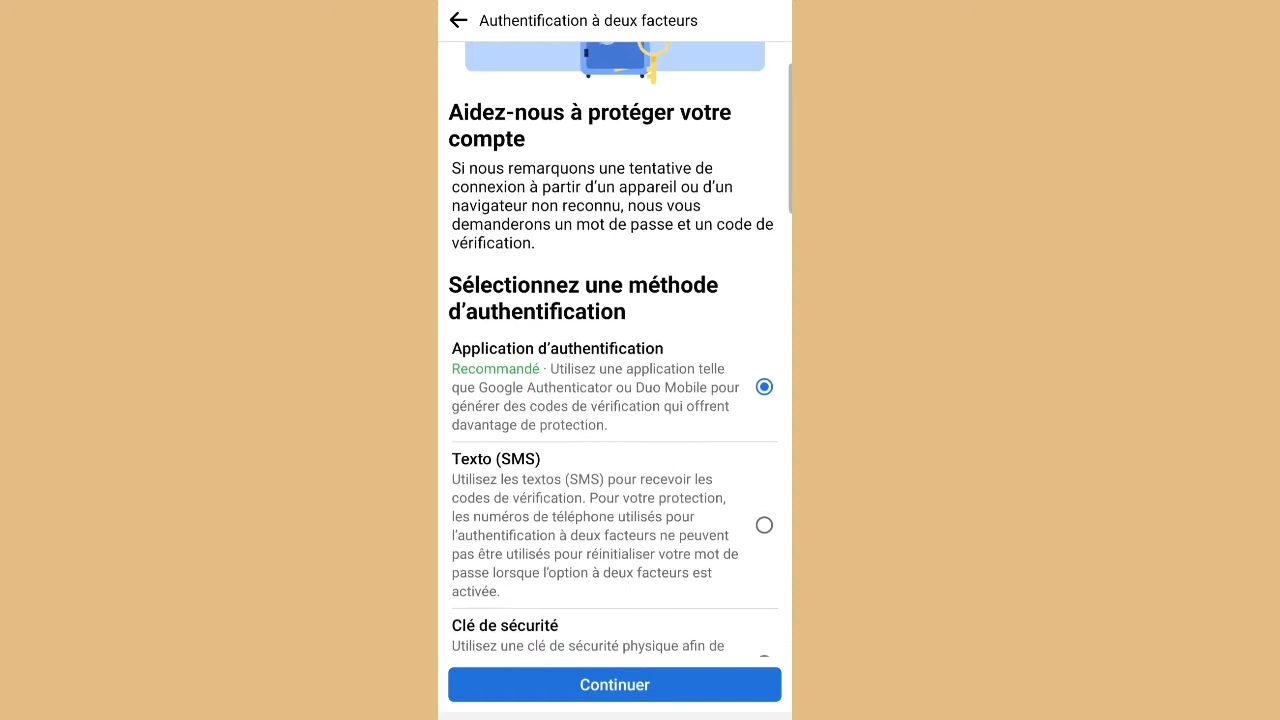 Authentification à deux facteurs
Aidez-nous à protéger votre
compte
Si nous remarquons une tentative de
connexion à partir d’un appareil ou d’un
navigateur non reconnu, nous vous
demanderons un mot de passe et un code de
vérification.
Sélectionnez une méthode
d’authentification
Application d’authentification
Recommandé · Utilisez une application telle
que Google Authenticator ou Duo Mobile pour
générer des codes de vérification qui offrent
davantage de protection.
Texto (SMS)
Utilisez les textos (SMS) pour recevoir les
codes de vérification. Pour votre protection,
les numéros de téléphone utilisés pour
l’authentification à deux facteurs ne peuvent
pas être utilisés pour réinitialiser votre mot de
passe lorsque l’option à deux facteurs est
activée.
Clé de sécurité
Utilisez une clé de sécurité physique afin de
Continuer